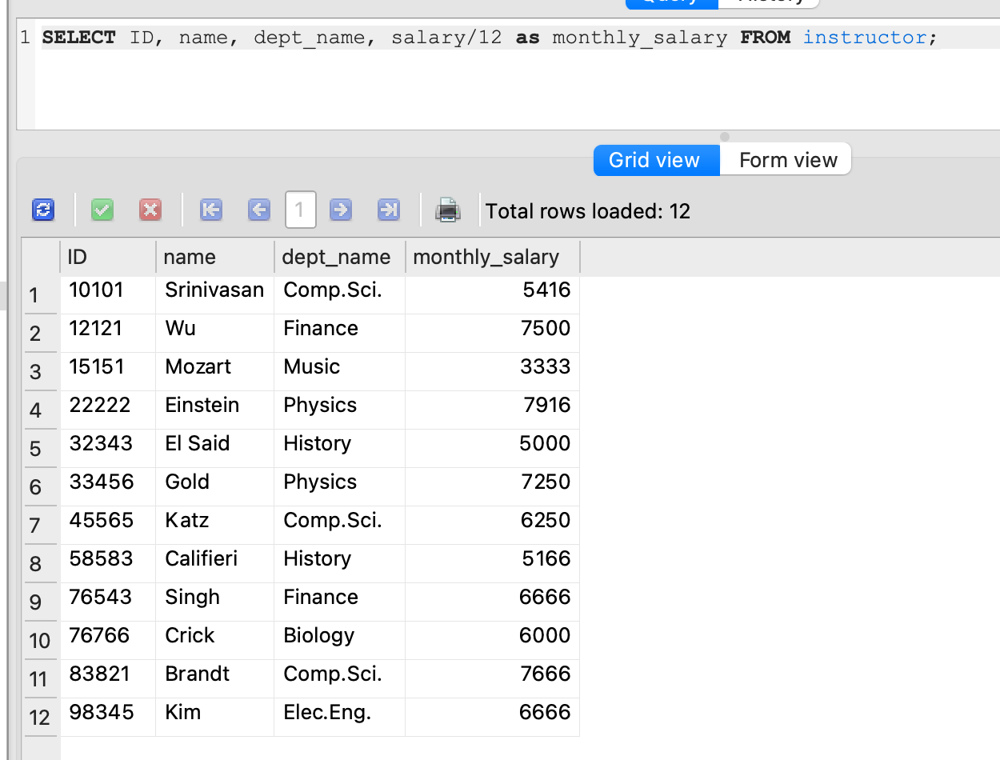 Query History
1 SELECT ID, name, dept_name, salary/12 as monthly_salary FROM instructor;
Grid view Form view
1 Total rows loaded: 12
ID name dept_name monthly_salary
1 10101 Srinivasan Comp.Sci. 5416
2 12121 Wu Finance 7500
3 15151 Mozart Music 3333
4 22222 Einstein Physics 7916
5 32343 El Said History 5000
6 33456 Gold Physics 7250
7 45565 Katz Comp.Sci. 6250
8 58583 Califieri History 5166
9 76543 Singh Finance 6666
10 76766 Crick Biology 6000
11 83821 Brandt Comp.Sci. 7666
12 98345 Kim Elec.Eng. 6666